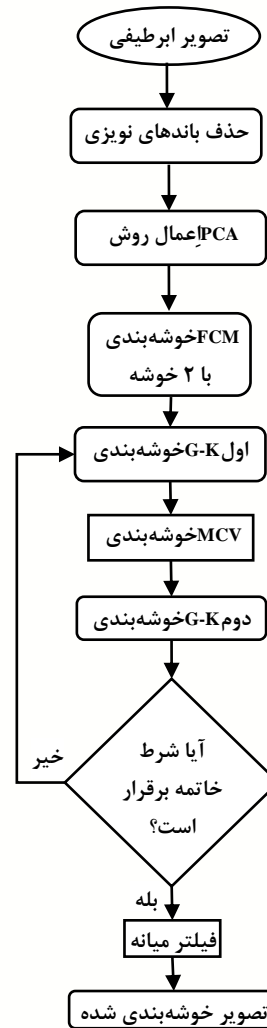 تصویر ابرطیفی
حذف باندهای نویزی
اِعمال روش PCA
خوشه‌بندی FCM
با ۲ خوشه
خوشه‌بندی G-K اول
خوشه‌بندی MCV
خوشه‌بندی G-K دوم
آیا شرط
خاتمه برقرار
است؟
خیر
بله
فیلتر میانه
تصویر خوشه‌بندی شده